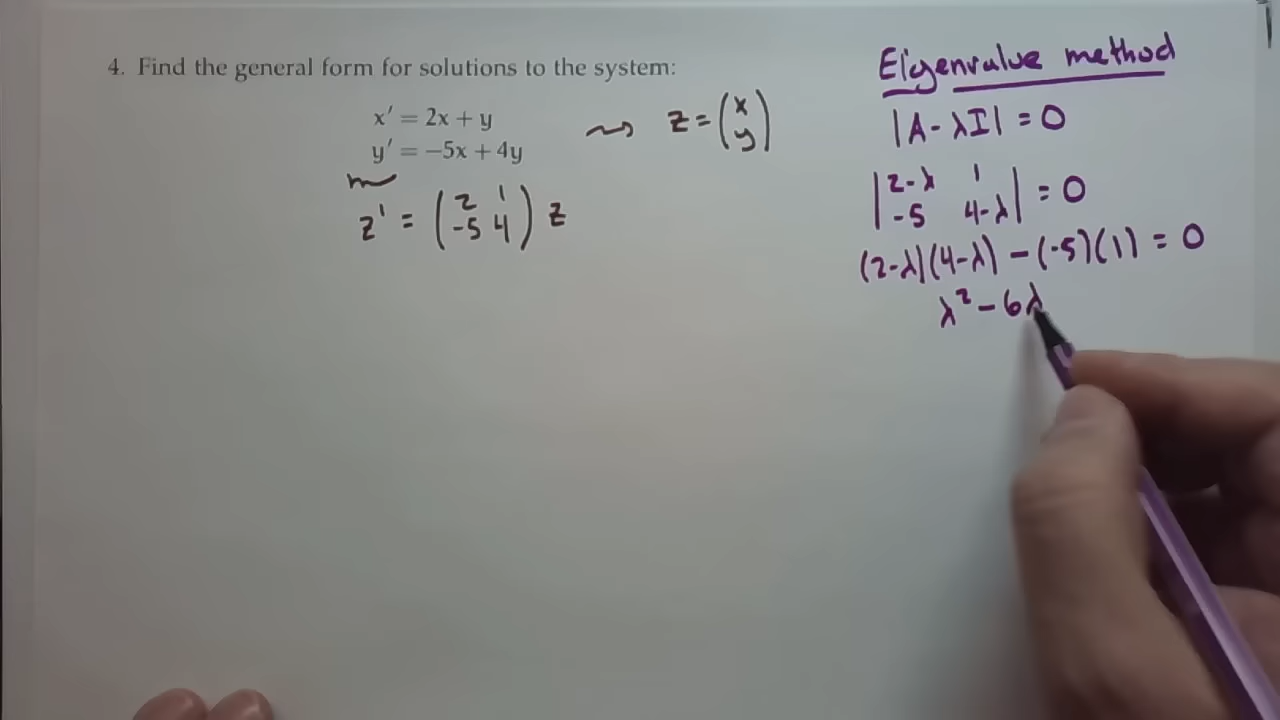 4. Find the general form for solutions to the system:
x′ = 2x + y
y′ = −5x + 4y
z = (x y)
z' = (2 1 -5 4) z
Eigenvalue method
|A - λI| = 0
|2-λ 1
-5 4-λ| = 0
(2-λ)(4-λ) - (-5)(1) = 0
λ² - 6λ